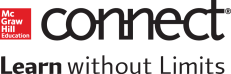 Mc
Graw
Hill
Education
connect®
Learn without Limits